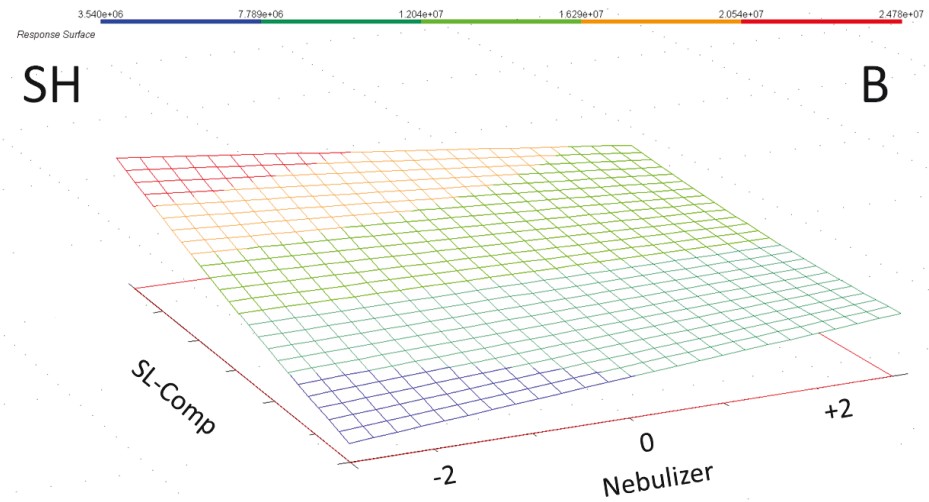 3.540e+06 7.789e+06 1.204e+07 1.629e+07 2.054e+07 2.478e+07
Response Surface
SH B
SL-Comp
-2 0 +2
Nebulizer